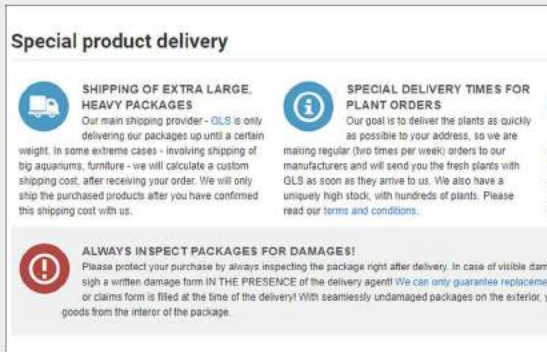 Special product delivery
SHIPPING OF EXTRA LARGE,
HEAVY PACKAGES
Our main shipping provider - GLS is only
delivering our packages up until a certain
weight. In some extreme cases - involving shipping of
big aquariums, furniture - we will calculate a custom
shipping cost, after receiving your order. We will only
ship the purchased products after you have confirmed
this shipping cost with us.
SPECIAL DELIVERY TIMES FOR
PLANT ORDERS
Our goal is to deliver the plants as quickly
as possible to your address, so we are
making regular (two times per week) orders to our
manufacturers and will send you the fresh plants with
GLS as soon as they arrive to us. We also have a
uniquely high stock, with hundreds of plants. Please
read our terms and conditions.
ALWAYS INSPECT PACKAGES FOR DAMAGES!
Please protect your purchase by always inspecting the package right after delivery. In case of visible dam
sigh a written damage form IN THE PRESENCE of the delivery agent! We can only guarantee replaceme
or claims form is filled at the time of the delivery! With seamlessly undamaged packages on the exterior, y
goods from the interor of the package.